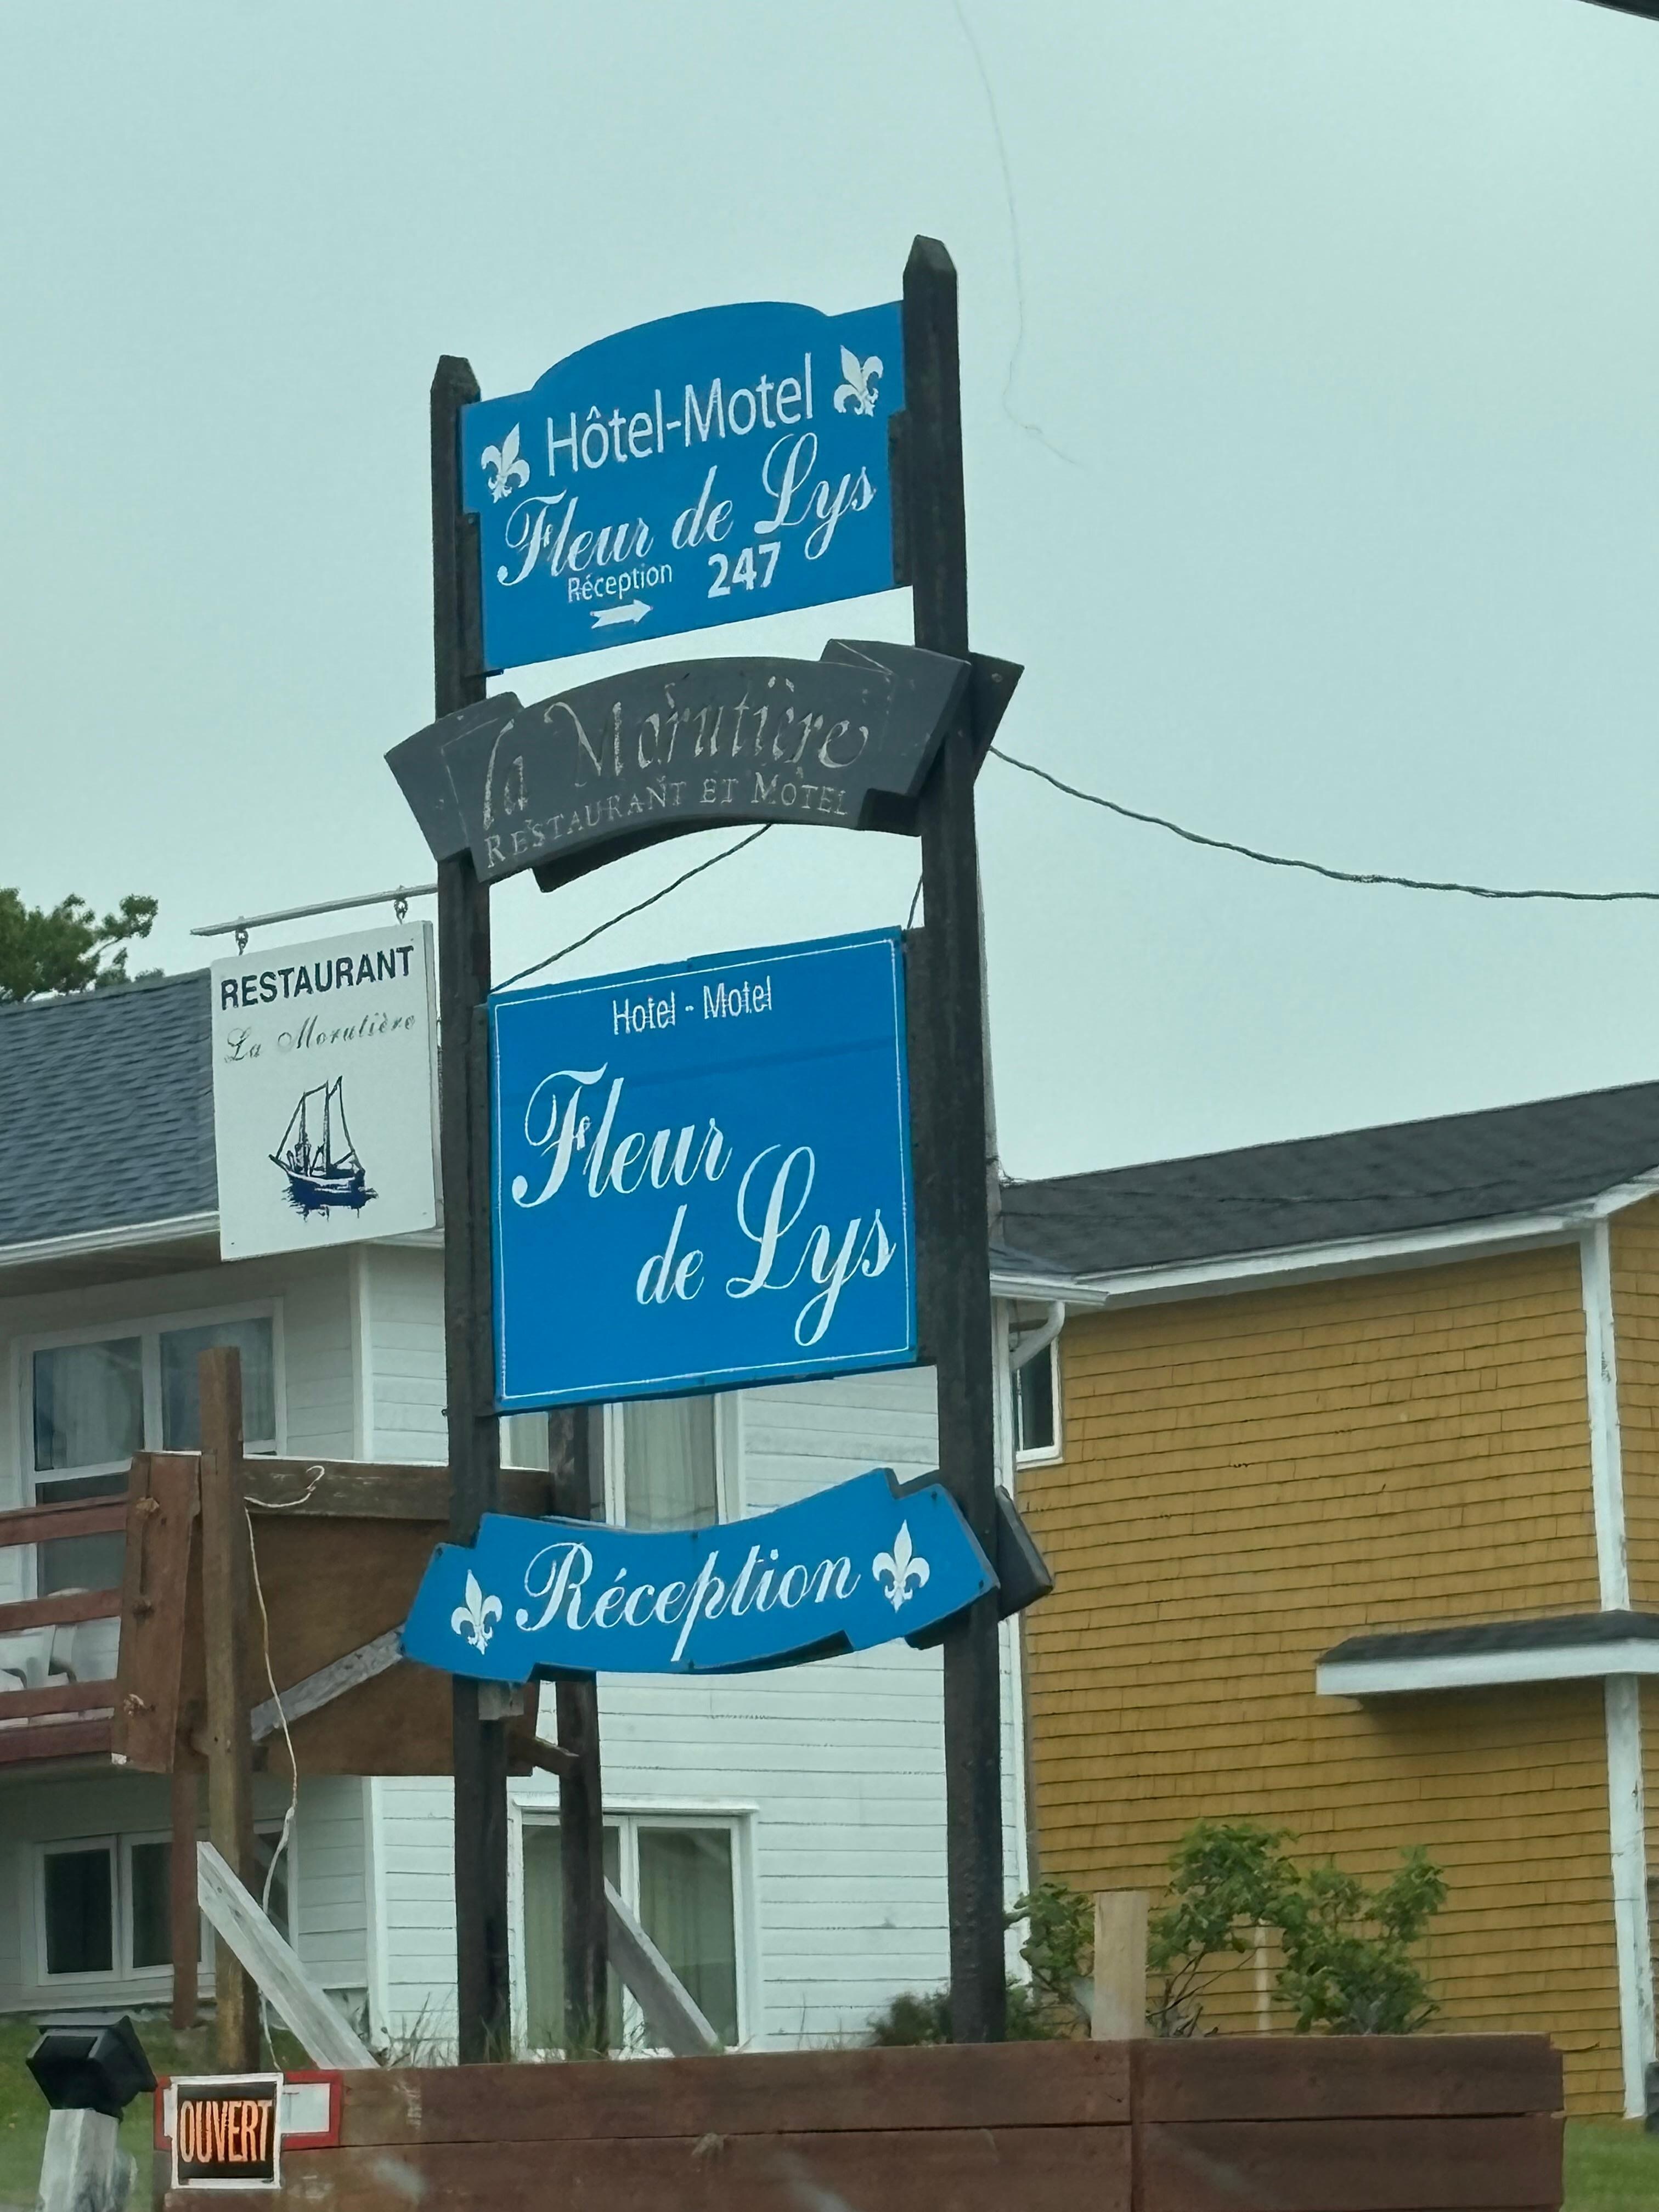 Hôtel-Motel
Fleur de Lys
Réception 247
la Morutière
RESTAURANT ET MOTEL
RESTAURANT
La Morutière
Hotel - Motel
Fleur
de Lys
Réception
OUVERT